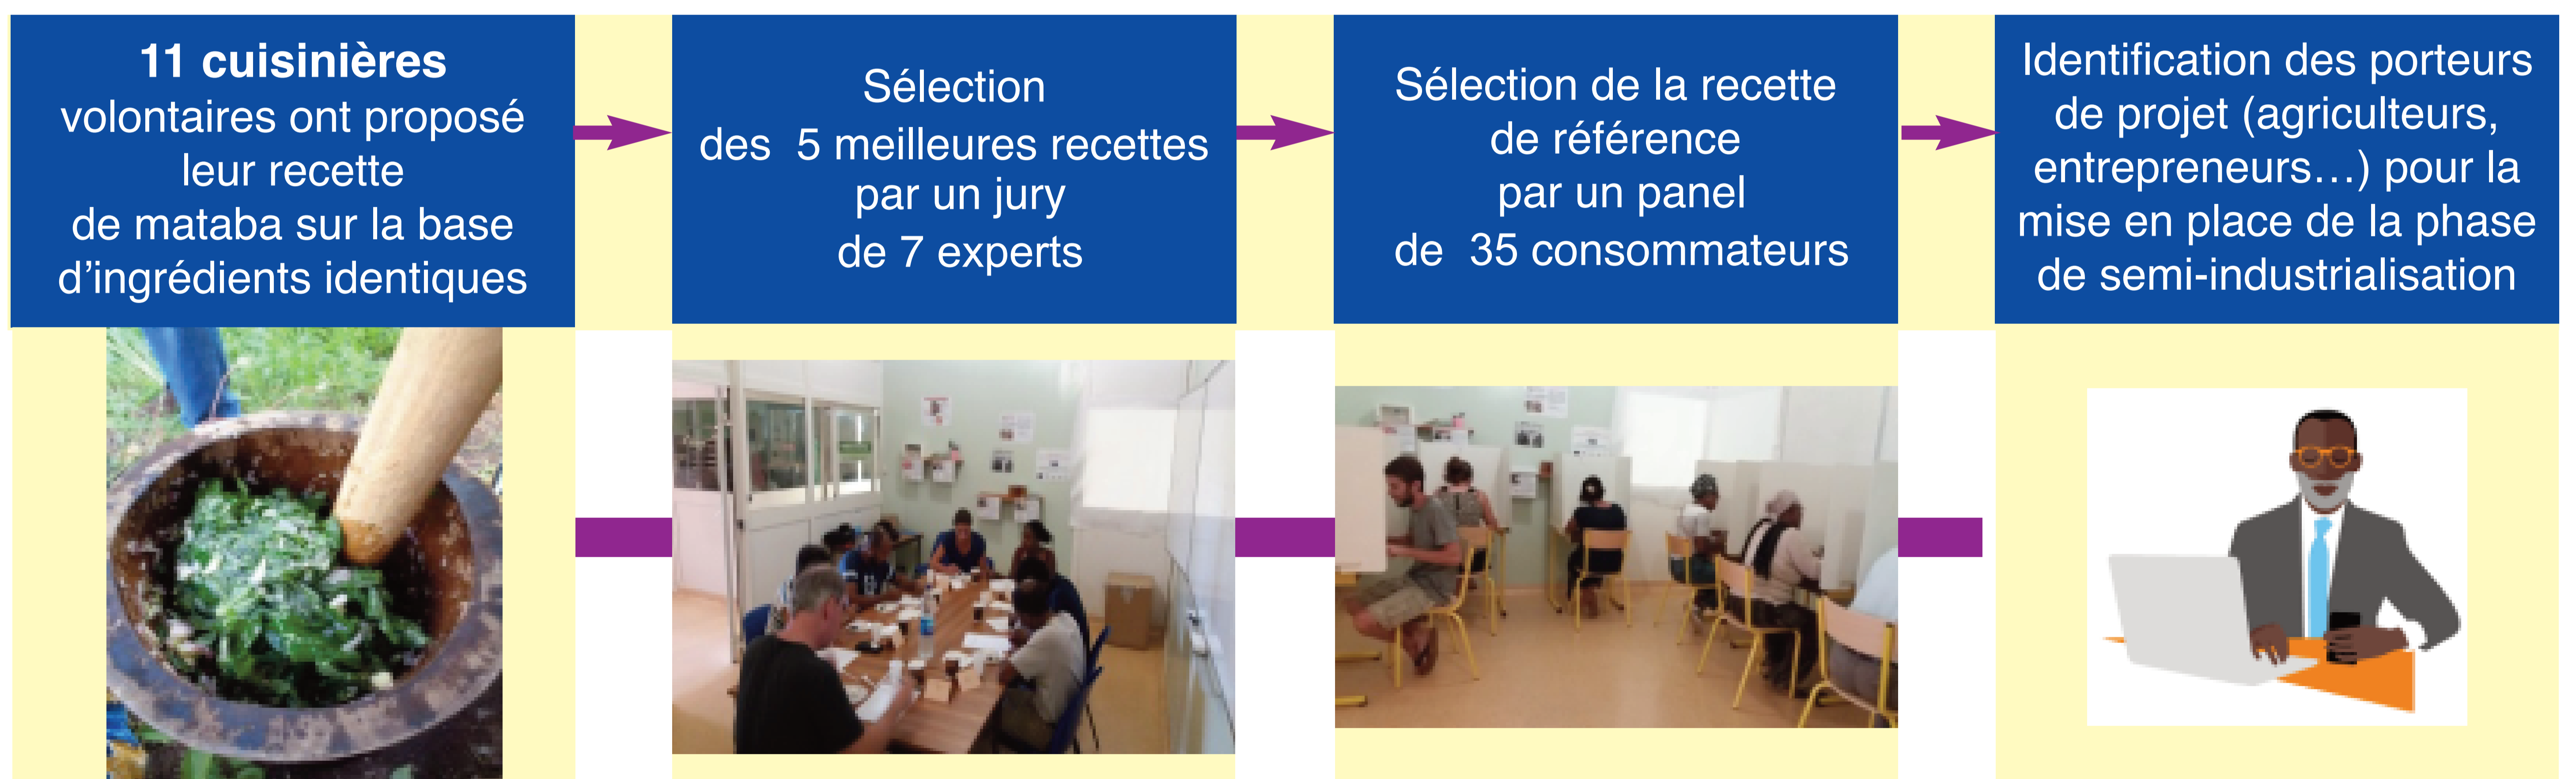 11 cuisinières
volontaires ont proposé
leur recette
de mataba sur la base
d’ingrédients identiques
Sélection
des 5 meilleures recettes
par un jury
de 7 experts
Sélection de la recette
de référence
par un panel
de 35 consommateurs
Identification des porteurs
de projet (agriculteurs,
entrepreneurs…) pour la
mise en place de la phase
de semi-industrialisation